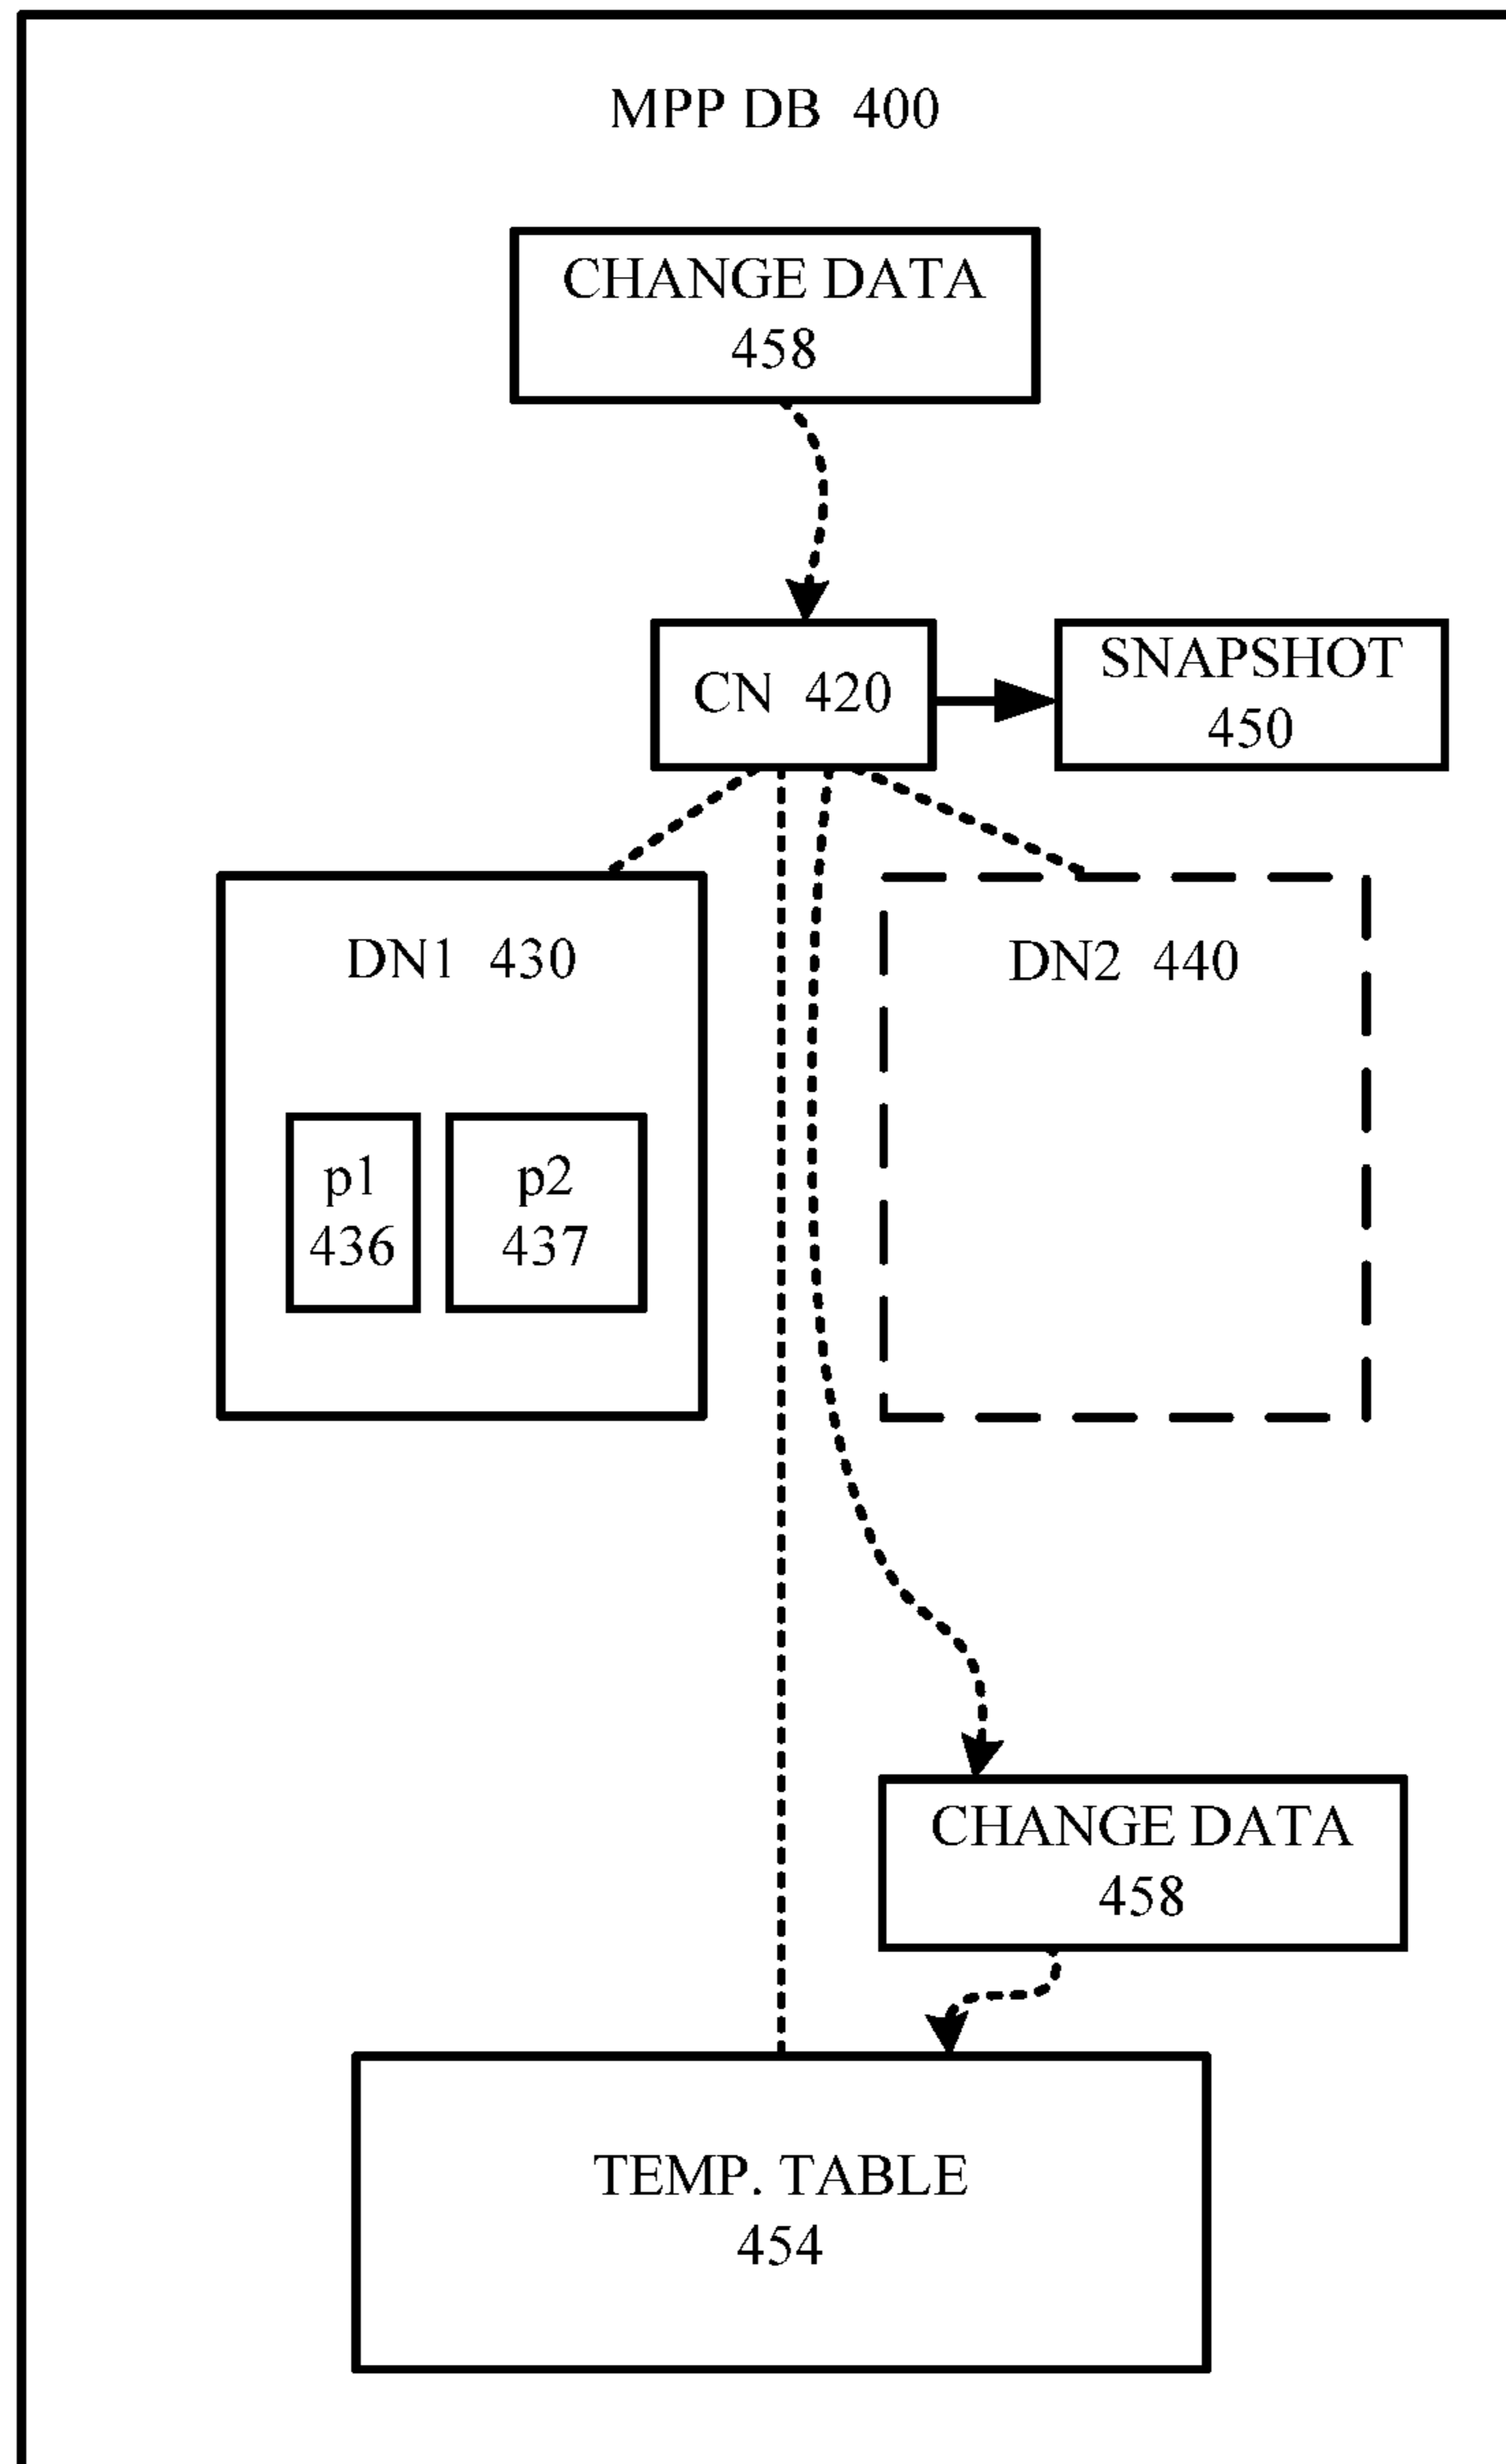 MPP DB 400
CHANGE DATA
458
CN 420
SNAPSHOT
450
DN1 430
DN2 440
p1
436
p2
437
CHANGE DATA
458
TEMP. TABLE
454